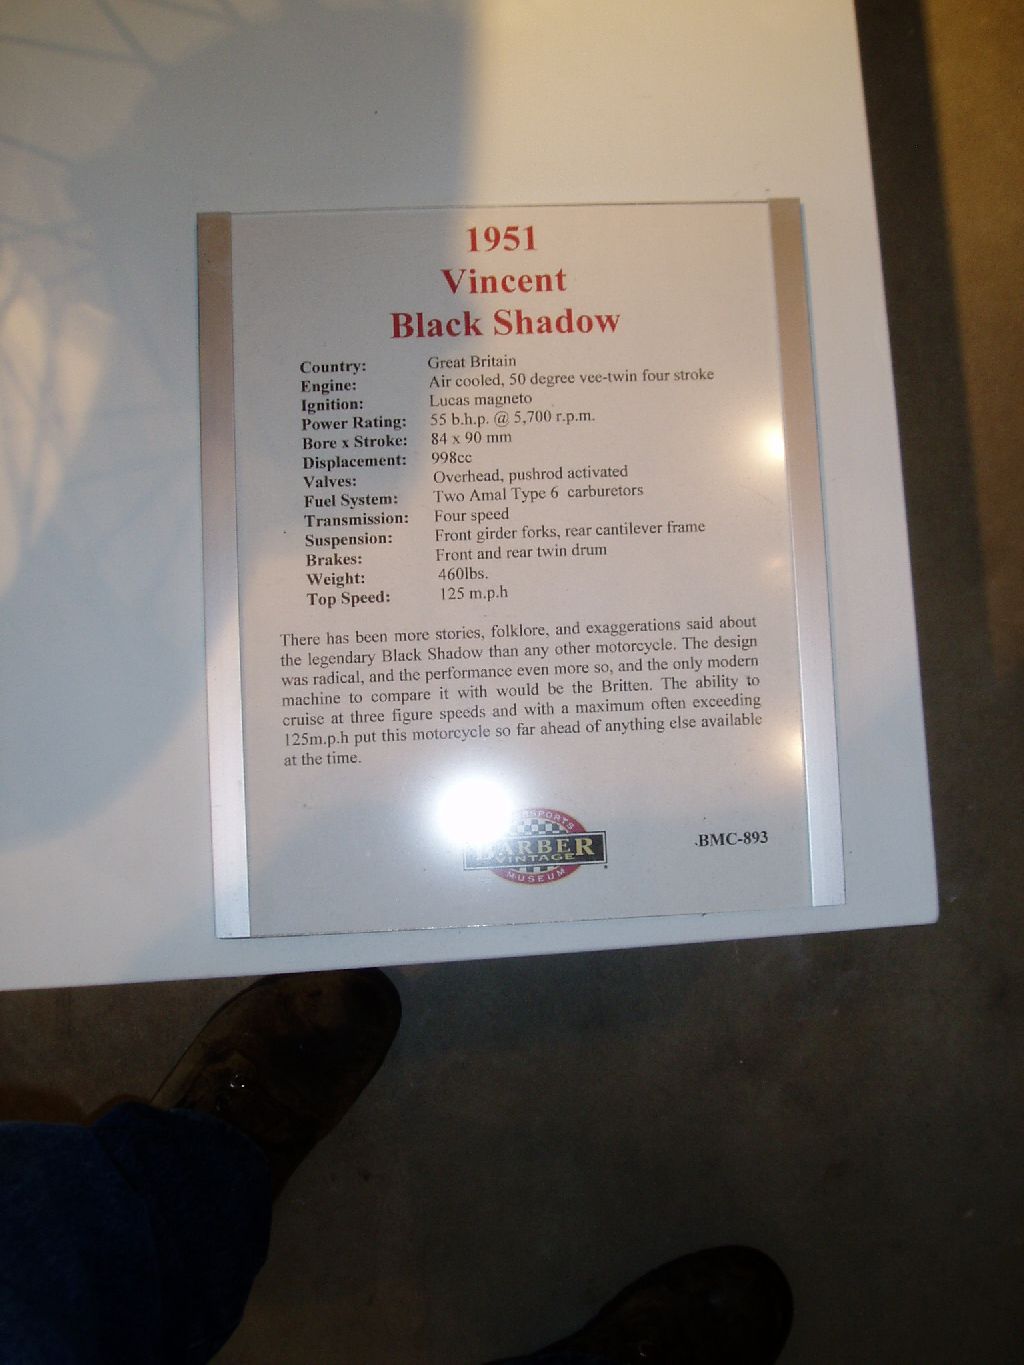 1951
Vincent
Black Shadow
Country: Great Britain
Engine: Air cooled, 50 degree vee-twin four stroke
Ignition: Lucas magneto
Power Rating: 55 b.h.p. @ 5,700 r.p.m.
Bore x Stroke: 84 x 90 mm
Displacement: 998cc
Valves: Overhead, pushrod activated
Fuel System: Two Amal Type 6 carburetors
Transmission: Four speed
Suspension: Front girder forks, rear cantilever frame
Brakes: Front and rear twin drum
Weight: 460lbs.
Top Speed: 125 m.p.h
There has been more stories, folklore, and exaggerations said about
the legendary Black Shadow than any other motorcycle. The design
was radical, and the performance even more so, and the only modern
machine to compare it with would be the Britten. The ability to
cruise at three figure speeds and with a maximum often exceeding
125m.p.h put this motorcycle so far ahead of anything else available
at the time.
BARBER
VINTAGE
MUSEUM
BMC-893